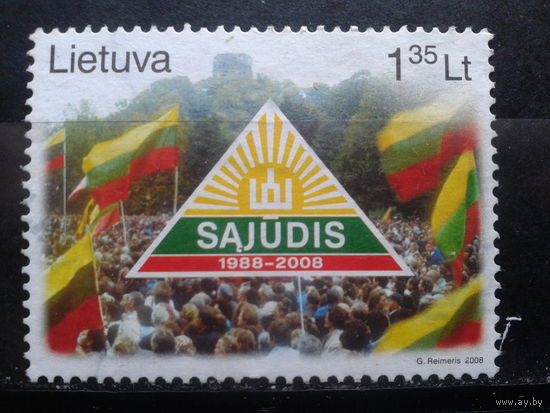 Lietuva 1 35 Lt
SĄJŪDIS
1988-2008
G. Reimeris 2008
www.ay.by